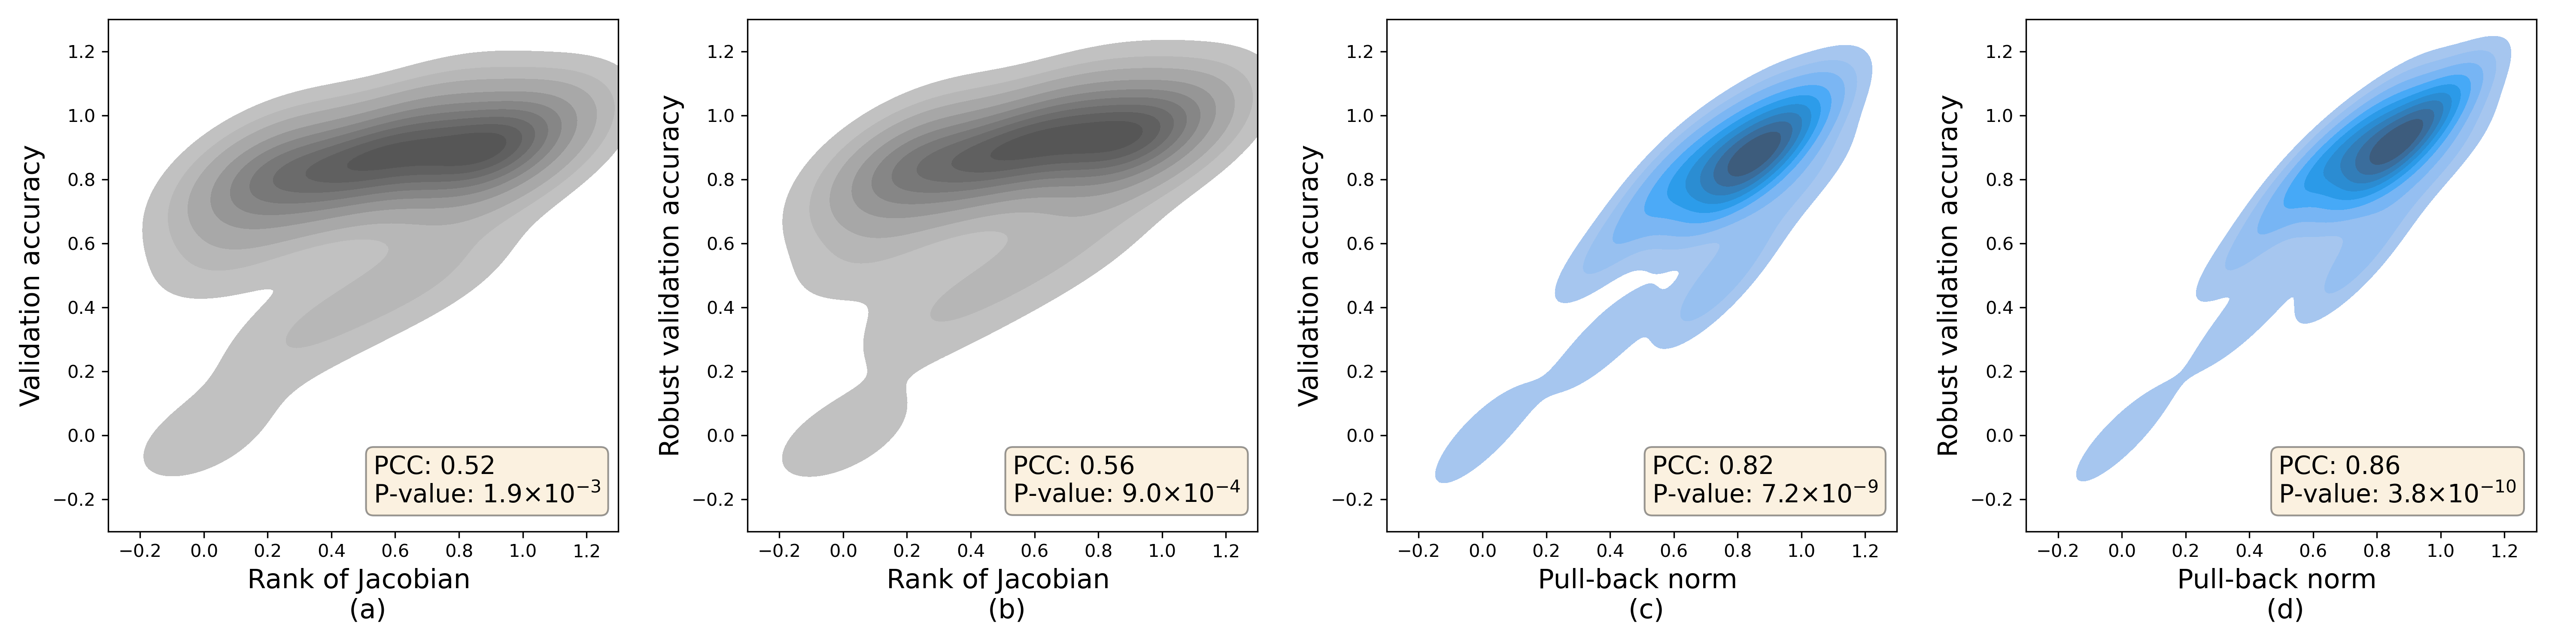 Validation accuracy
1.2
1.0
0.8
0.6
0.4
0.2
0.0
−0.2
PCC: 0.52
P-value: 1.9×10⁻³
−0.2 0.0 0.2 0.4 0.6 0.8 1.0 1.2
Rank of Jacobian
(a)
Robust validation accuracy
1.2
1.0
0.8
0.6
0.4
0.2
0.0
−0.2
PCC: 0.56
P-value: 9.0×10⁻⁴
−0.2 0.0 0.2 0.4 0.6 0.8 1.0 1.2
Rank of Jacobian
(b)
Validation accuracy
1.2
1.0
0.8
0.6
0.4
0.2
0.0
−0.2
PCC: 0.82
P-value: 7.2×10⁻⁹
−0.2 0.0 0.2 0.4 0.6 0.8 1.0 1.2
Pull-back norm
(c)
Robust validation accuracy
1.2
1.0
0.8
0.6
0.4
0.2
0.0
−0.2
PCC: 0.86
P-value: 3.8×10⁻¹⁰
−0.2 0.0 0.2 0.4 0.6 0.8 1.0 1.2
Pull-back norm
(d)